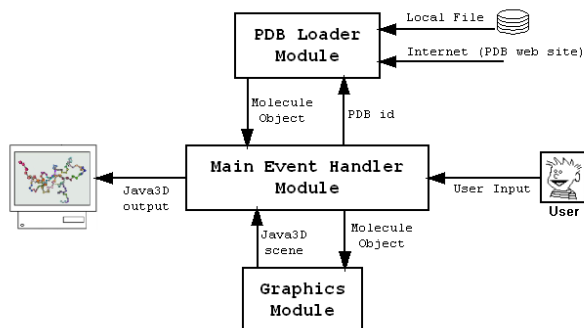 Local File
PDB Loader
Module
Internet (PDB web site)
Molecule
Object
PDB id
Main Event Handler
Module
Java3D
output
User Input
User
Java3D
scene
Molecule
Object
Graphics
Module